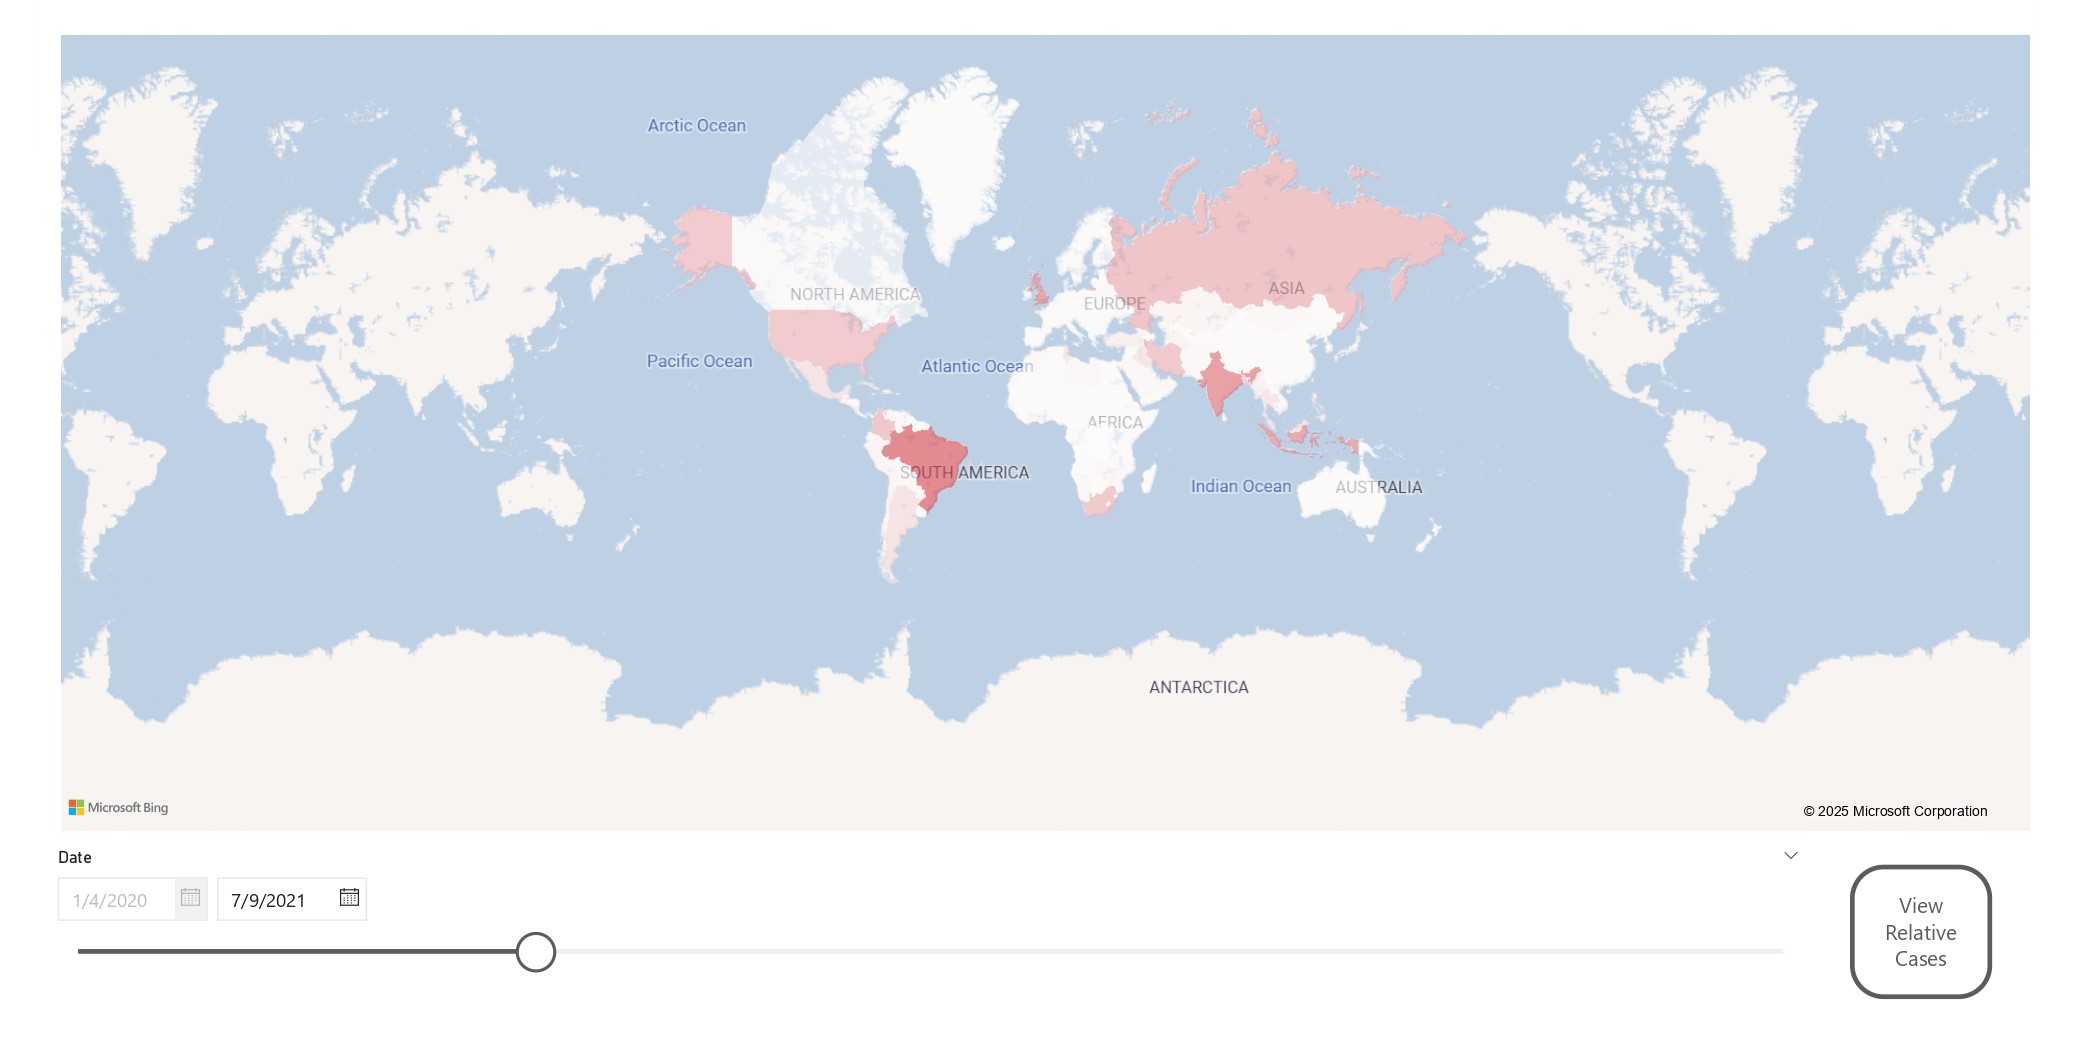 Arctic Ocean
NORTH AMERICA
ASIA
EUROPE
Pacific Ocean
Atlantic Ocean
AFRICA
SOUTH AMERICA
Indian Ocean
AUSTRALIA
ANTARCTICA
Microsoft Bing
© 2025 Microsoft Corporation
Date
1/4/2020
7/9/2021
View
Relative
Cases